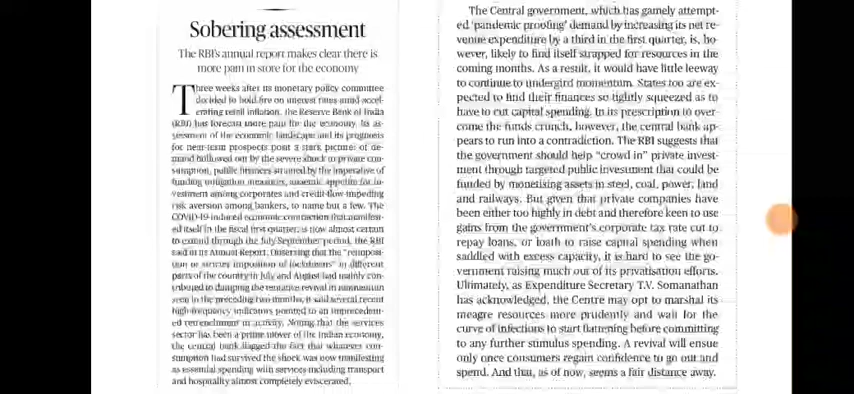 Sobering assessment
The RBI's annual report makes clear there is
more pain in store for the economy
Three weeks after its monetary policy committee
decided to hold fire on interest rates amid accel-
erating retail inflation, the Reserve Bank of India
(RBI) has forecast more pain for the economy. Its as-
sessment of the economic landscape and its prognosis
for near-term prospects paint a stark picture: of de-
mand hollowed out by the severe shock to private con-
sumption, public finances strained by the imperative of
funding mitigation measures, anaemic appetite for in-
vestment among corporates and credit-flow-impeding
risk aversion among bankers, to name but a few. The
COVID-19-induced economic contraction that manifest-
ed itself in the fiscal first quarter, is now almost certain
to extend through the July-September period, the RBI
said in its Annual Report. Observing that the "reimposi-
tion or stricter imposition of lockdowns" in different
parts of the country in July and August had mainly con-
tributed to damping the tentative revival in momentum
seen in the preceding two months, it said several recent
high-frequency indicators pointed to an unprecedent-
ed retrenchment in activity. Noting that the services
sector has been a prime mover of the Indian economy,
the central bank flagged the fact that whatever con-
sumption had survived the shock was now manifesting
as essential spending with services including transport
and hospitality almost completely eviscerated.
The Central government, which has gamely attempt-
ed 'pandemic proofing' demand by increasing its net re-
venue expenditure by a third in the first quarter, is, ho-
wever, likely to find itself strapped for resources in the
coming months. As a result, it would have little leeway
to continue to undergird momentum. States too are ex-
pected to find their finances so tightly squeezed as to
have to cut capital spending. In its prescription to over-
come the funds crunch, however, the central bank ap-
pears to run into a contradiction. The RBI suggests that
the government should help "crowd in" private invest-
ment through targeted public investment that could be
funded by monetising assets in steel, coal, power, land
and railways. But given that private companies have
been either too highly in debt and therefore keen to use
gains from the government's corporate tax rate cut to
repay loans, or loath to raise capital spending when
saddled with excess capacity, it is hard to see the go-
vernment raising much out of its privatisation efforts.
Ultimately, as Expenditure Secretary T.V. Somanathan
has acknowledged, the Centre may opt to marshal its
meagre resources more prudently and wait for the
curve of infections to start flattening before committing
to any further stimulus spending. A revival will ensue
only once consumers regain confidence to go out and
spend. And that, as of now, seems a fair distance away.